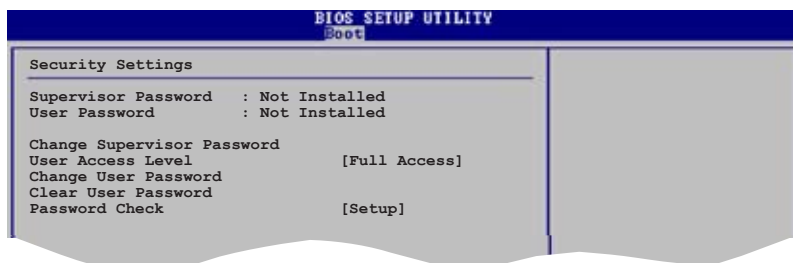 BIOS SETUP UTILITY
Boot
Security Settings
Supervisor Password : Not Installed
User Password : Not Installed
Change Supervisor Password
User Access Level [Full Access]
Change User Password
Clear User Password
Password Check [Setup]